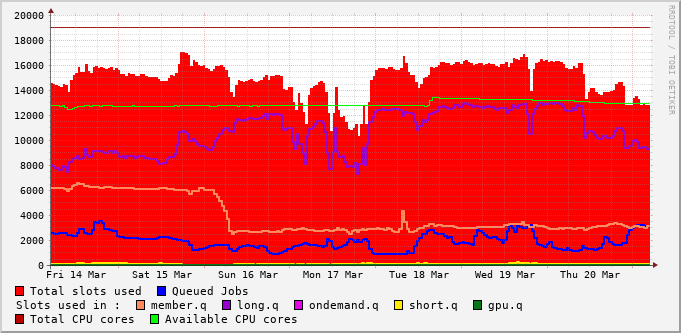 20000
18000
16000
14000
12000
10000
8000
6000
4000
2000
0
Fri 14 Mar Sat 15 Mar Sun 16 Mar Mon 17 Mar Tue 18 Mar Wed 19 Mar Thu 20 Mar
Total slots used Queued Jobs
Slots used in : member.q long.q ondemand.q short.q gpu.q
Total CPU cores Available CPU cores
RRDTOOL / TOBI OETIKER